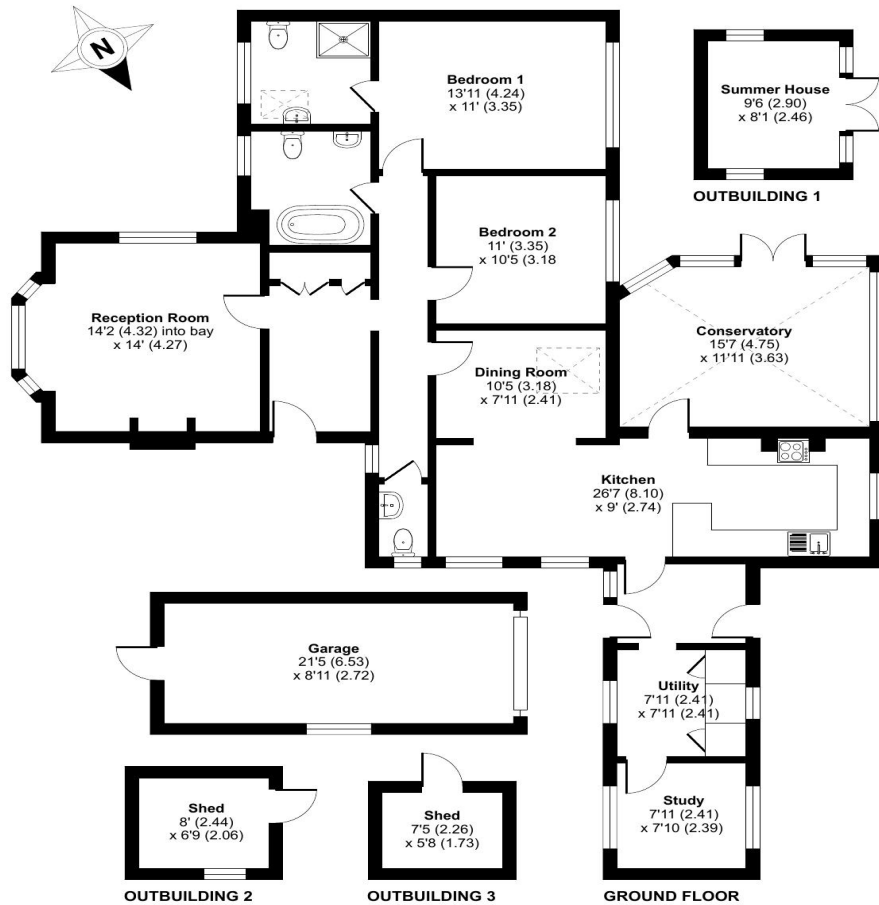 N
Bedroom 1
13'11 (4.24)
x 11' (3.35)
Summer House
9'6 (2.90)
x 8'1 (2.46)
OUTBUILDING 1
Bedroom 2
11' (3.35)
x 10'5 (3.18
Reception Room
14'2 (4.32) into bay
x 14' (4.27)
Conservatory
15'7 (4.75)
x 11'11 (3.63)
Dining Room
10'5 (3.18)
x 7'11 (2.41)
Kitchen
26'7 (8.10)
x 9' (2.74)
Garage
21'5 (6.53)
x 8'11 (2.72)
Utility
7'11 (2.41)
x 7'11 (2.41)
Shed
8' (2.44)
x 6'9 (2.06)
OUTBUILDING 2
Shed
7'5 (2.26)
x 5'8 (1.73)
OUTBUILDING 3
Study
7'11 (2.41)
x 7'10 (2.39)
GROUND FLOOR